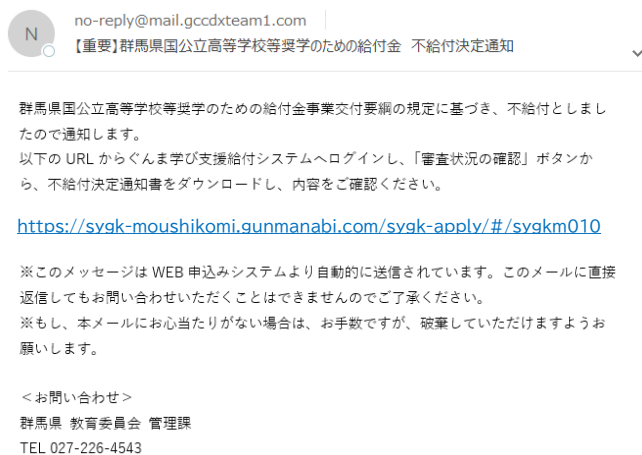 N
no-reply@mail.gccdxteam1.com
【重要】群馬県国公立高等学校等奨学のための給付金 不給付決定通知
群馬県国公立高等学校等奨学のための給付金事業交付要綱の規定に基づき、不給付としまし
たので通知します。
以下の URL からぐんま学び支援給付システムへログインし、「審査状況の確認」ボタンか
ら、不給付決定通知書をダウンロードし、内容をご確認ください。
https://sygk-moushikomi.gunmanabi.com/sygk-apply/#/sygkm010
※このメッセージは WEB 申込みシステムより自動的に送信されています。このメールに直接
返信してもお問い合わせいただくことはできませんのでご了承ください。
※もし、本メールにお心当たりがない場合は、お手数ですが、破棄していただけますようお
願いします。
＜お問い合わせ＞
群馬県 教育委員会 管理課
TEL 027-226-4543